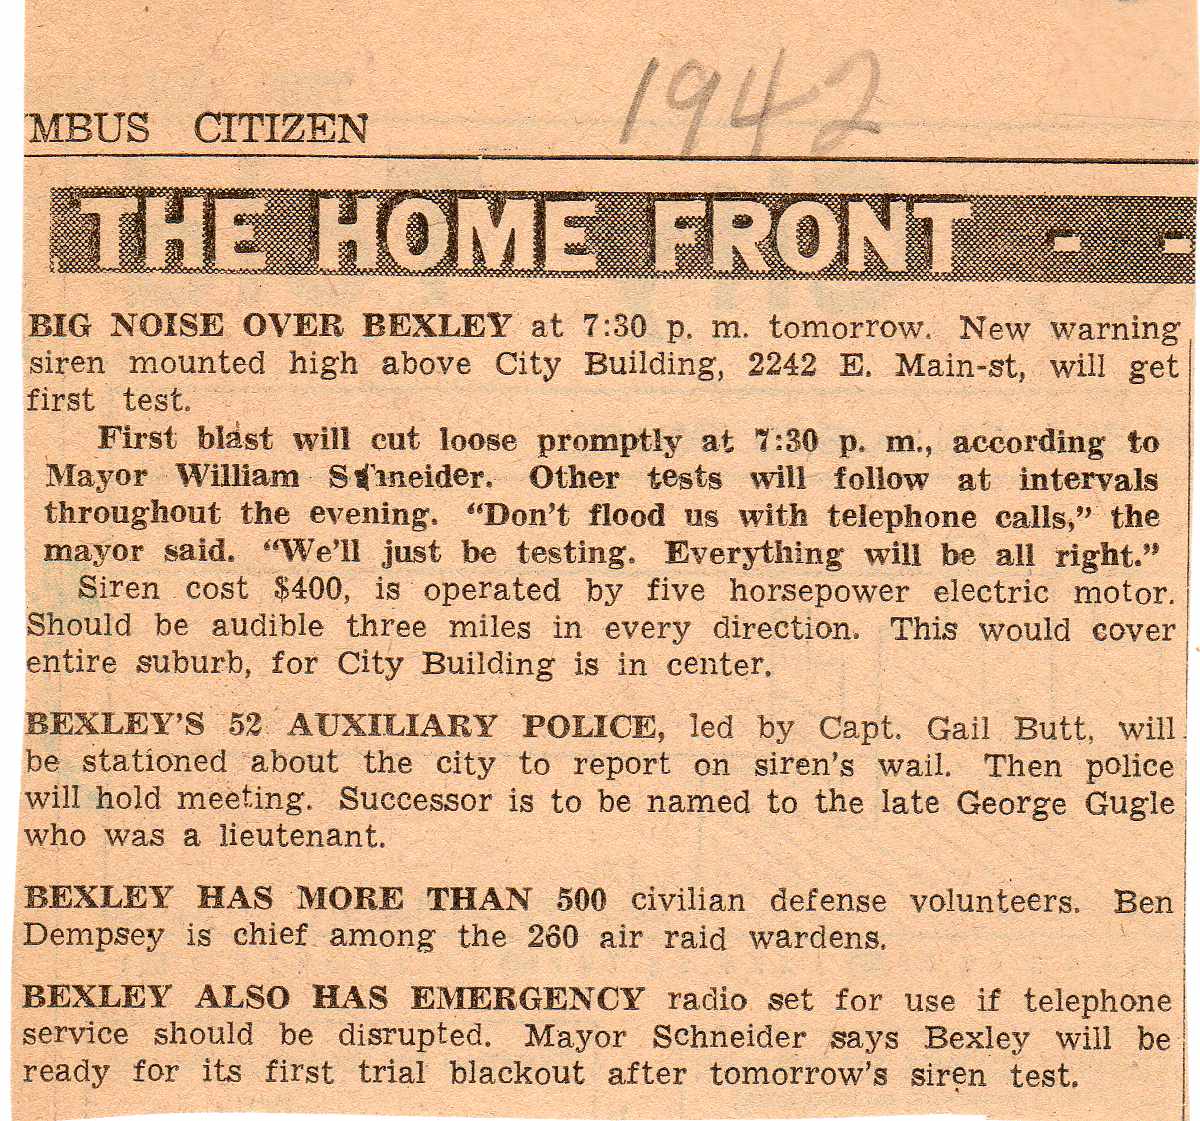 1942
MBUS CITIZEN
THE HOME FRONT - -
BIG NOISE OVER BEXLEY at 7:30 p. m. tomorrow. New warning
siren mounted high above City Building, 2242 E. Main-st, will get
first test.
First blast will cut loose promptly at 7:30 p. m., according to
Mayor William Schneider. Other tests will follow at intervals
throughout the evening. “Don't flood us with telephone calls,” the
mayor said. “We'll just be testing. Everything will be all right.”
Siren cost $400, is operated by five horsepower electric motor.
Should be audible three miles in every direction. This would cover
entire suburb, for City Building is in center.
BEXLEY'S 52 AUXILIARY POLICE, led by Capt. Gail Butt, will
be stationed about the city to report on siren's wail. Then police
will hold meeting. Successor is to be named to the late George Gugle
who was a lieutenant.
BEXLEY HAS MORE THAN 500 civilian defense volunteers. Ben
Dempsey is chief among the 260 air raid wardens.
BEXLEY ALSO HAS EMERGENCY radio set for use if telephone
service should be disrupted. Mayor Schneider says Bexley will be
ready for its first trial blackout after tomorrow's siren test.